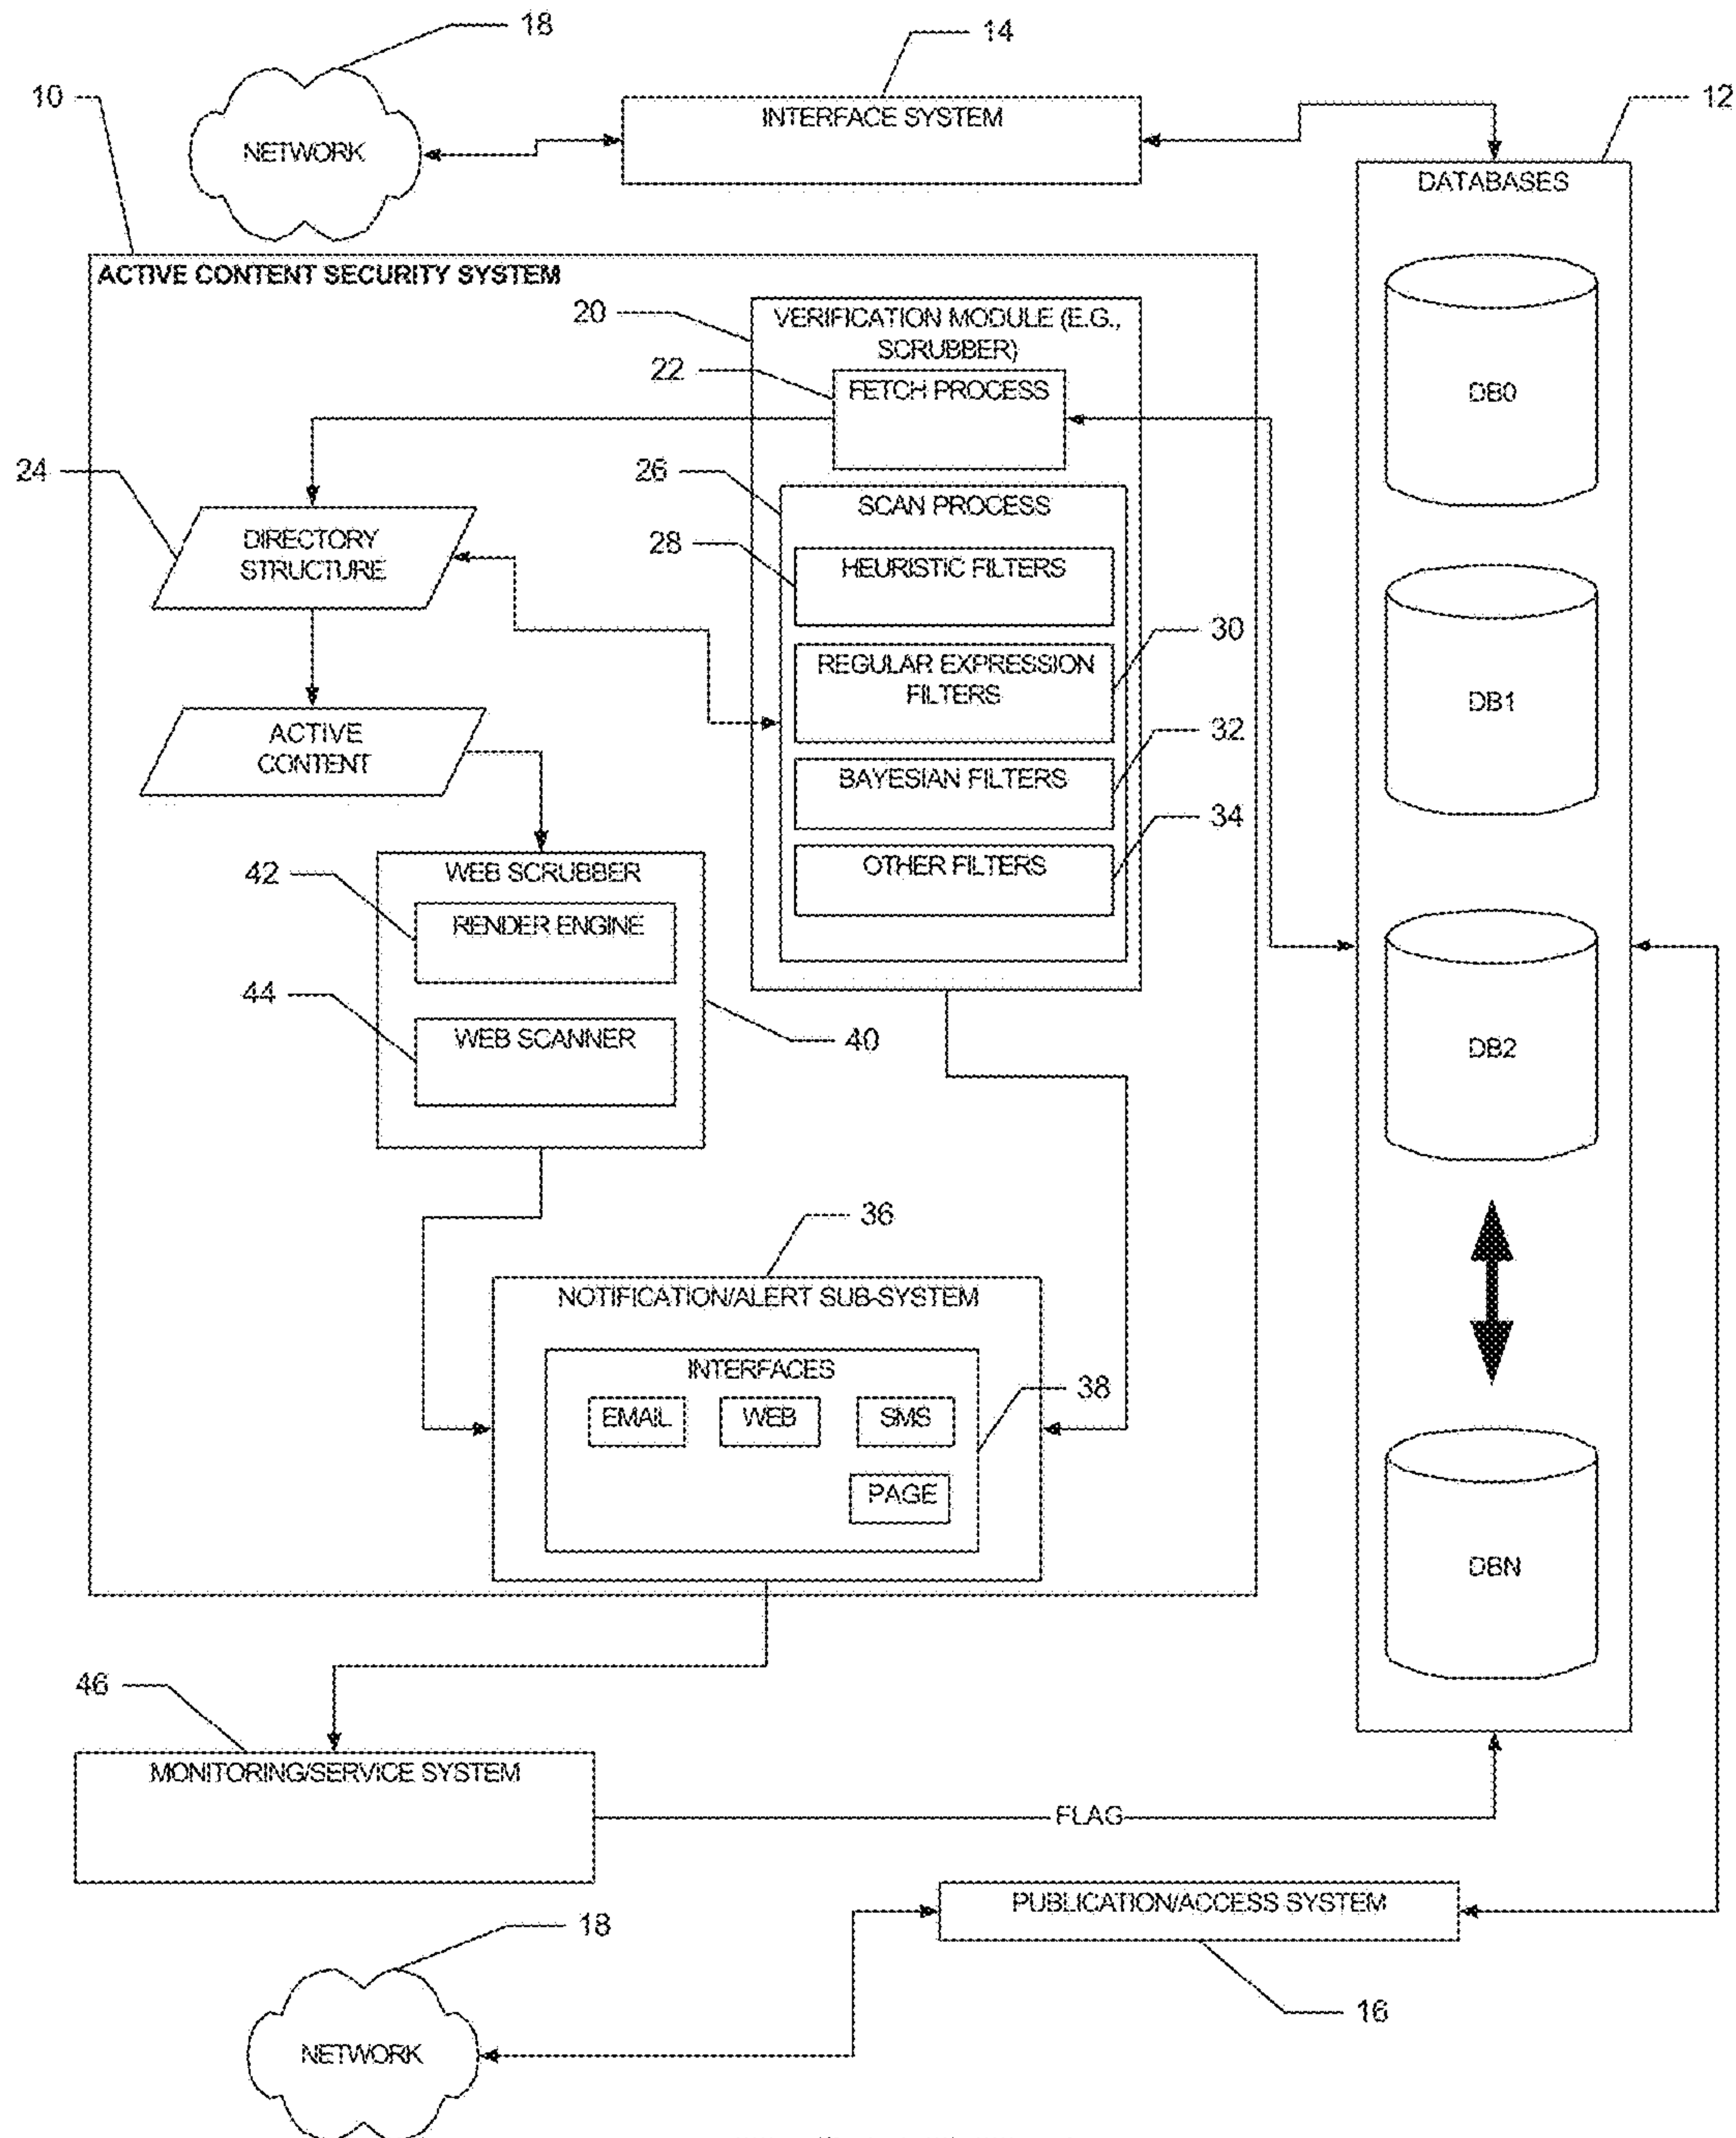 18
14
10
12
NETWORK
INTERFACE SYSTEM
DATABASES
ACTIVE CONTENT SECURITY SYSTEM
20
VERIFICATION MODULE (E.G.,
SCRUBBER)
22
FETCH PROCESS
DB0
24
26
SCAN PROCESS
DIRECTORY
STRUCTURE
28
HEURISTIC FILTERS
30
REGULAR EXPRESSION
FILTERS
DB1
ACTIVE
CONTENT
32
BAYESIAN FILTERS
34
OTHER FILTERS
42
WEB SCRUBBER
RENDER ENGINE
44
WEB SCANNER
40
DB2
36
NOTIFICATION/ALERT SUB-SYSTEM
INTERFACES
38
EMAIL
WEB
SMS
PAGE
DBN
46
MONITORING/SERVICE SYSTEM
FLAG
PUBLICATION/ACCESS SYSTEM
18
16
NETWORK